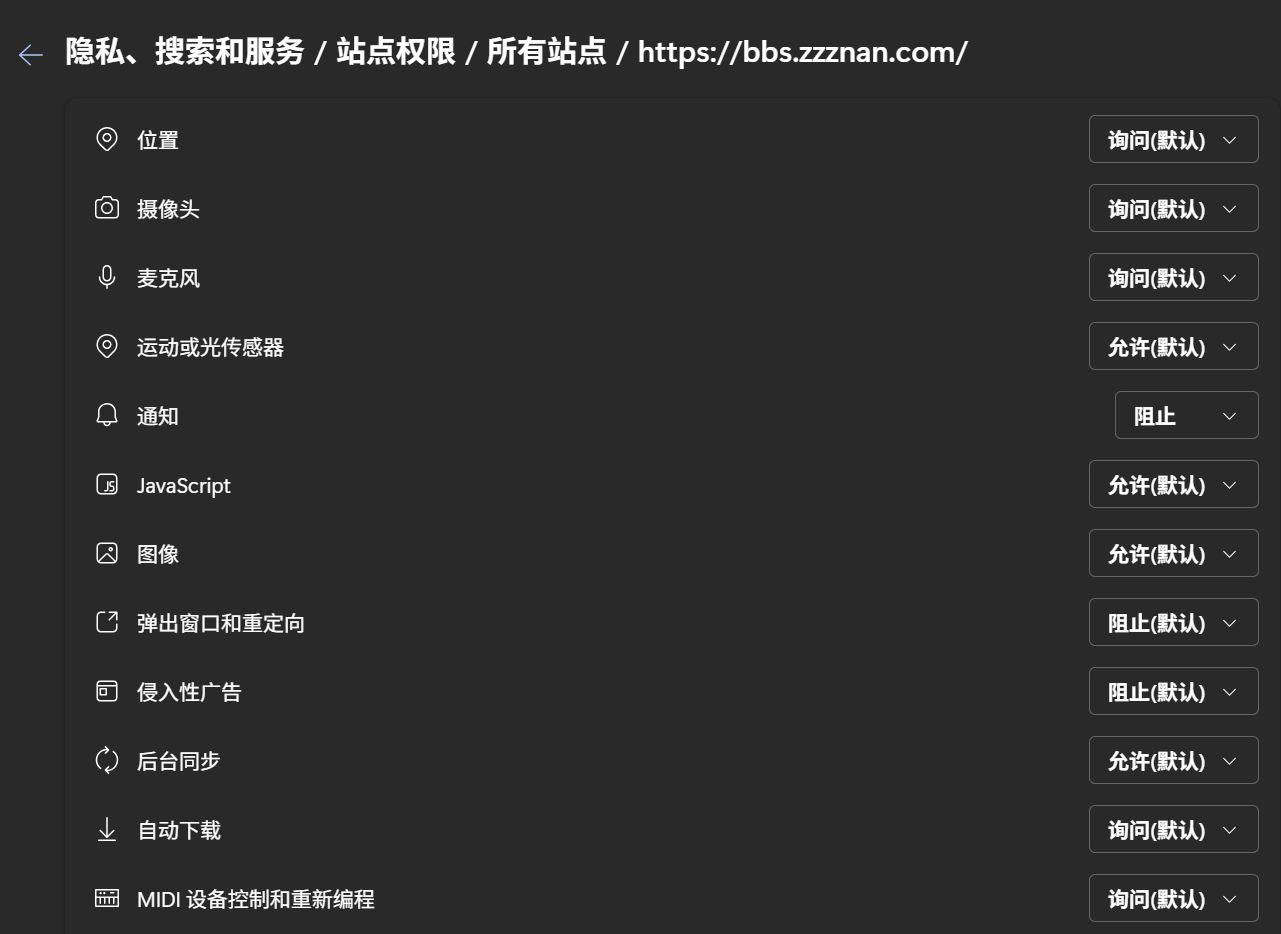 隐私、搜索和服务 / 站点权限 / 所有站点 / https://bbs.zzznan.com/
位置 询问(默认)
摄像头 询问(默认)
麦克风 询问(默认)
运动或光传感器 允许(默认)
通知 阻止
JavaScript 允许(默认)
图像 允许(默认)
弹出窗口和重定向 阻止(默认)
侵入性广告 阻止(默认)
后台同步 允许(默认)
自动下载 询问(默认)
MIDI 设备控制和重新编程 询问(默认)